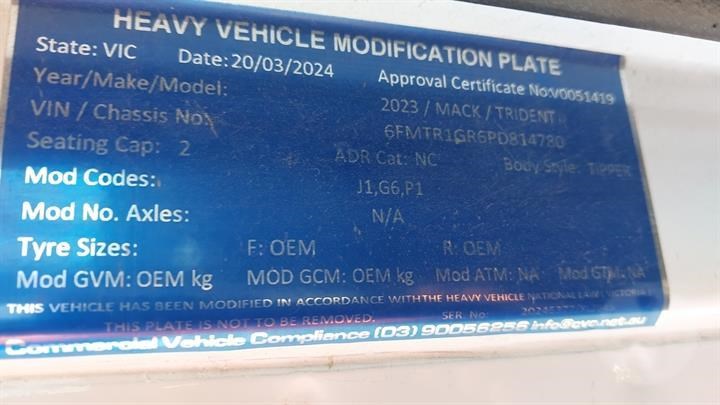 HEAVY VEHICLE MODIFICATION PLATE
State: VIC Date: 20/03/2024 Approval Certificate No:V0051419
Year/Make/Model: 2023 / MACK / TRIDENT
VIN / Chassis No: 6FMTR1GR6PD814780
Seating Cap: 2 ADR Cat: NC Body Style: TIPPER
Mod Codes: J1,G6,P1
Mod No. Axles: N/A
Tyre Sizes: F: OEM R: OEM
Mod GVM: OEM kg MOD GCM: OEM kg Mod ATM: NA Mod GTM: NA
THIS VEHICLE HAS BEEN MODIFIED IN ACCORDANCE WITH THE HEAVY VEHICLE NATIONAL LAW
THIS PLATE IS NOT TO BE REMOVED. SER. No:
Commercial Vehicle Compliance (03) 90056256 info@cvc.net.au